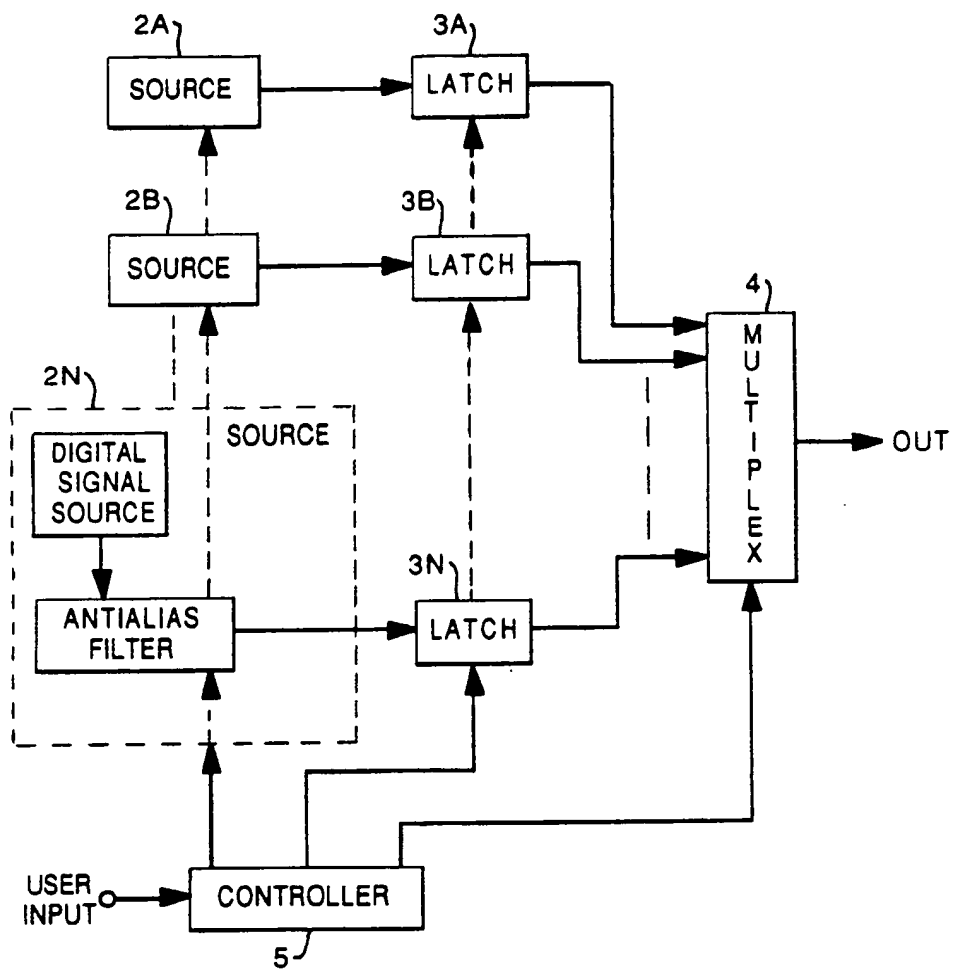 2A
3A
SOURCE
LATCH
2B
3B
SOURCE
LATCH
4
MULTIPLEX
2N
SOURCE
DIGITAL
SIGNAL
SOURCE
OUT
3N
ANTIALIAS
FILTER
LATCH
USER
INPUT
CONTROLLER
5